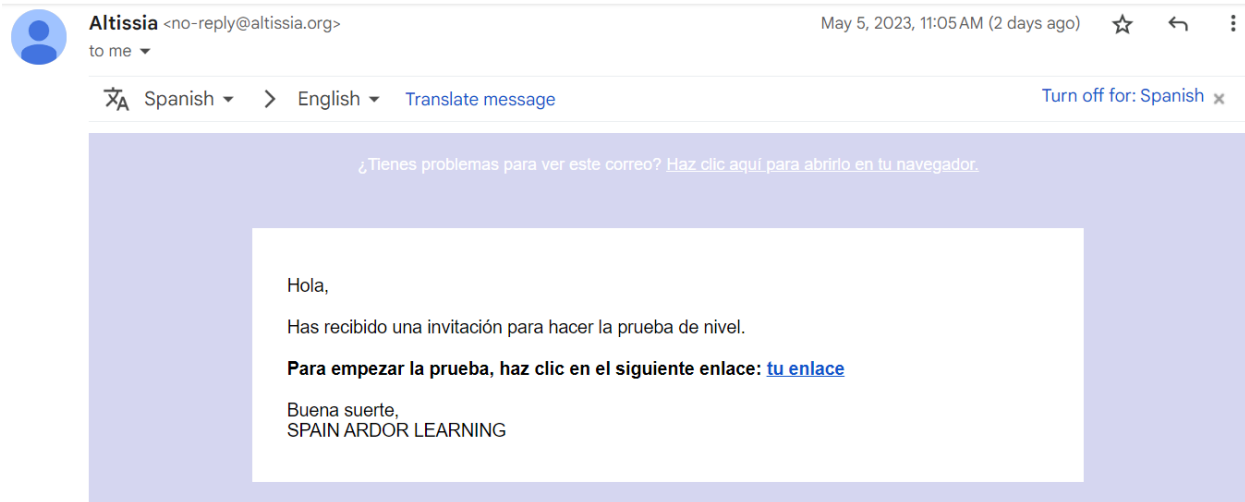 Altissia <no-reply@altissia.org> May 5, 2023, 11:05 AM (2 days ago)
to me
Spanish > English Translate message Turn off for: Spanish ×
¿Tienes problemas para ver este correo? Haz clic aquí para abrirlo en tu navegador.
Hola,
Has recibido una invitación para hacer la prueba de nivel.
Para empezar la prueba, haz clic en el siguiente enlace: tu enlace
Buena suerte,
SPAIN ARDOR LEARNING